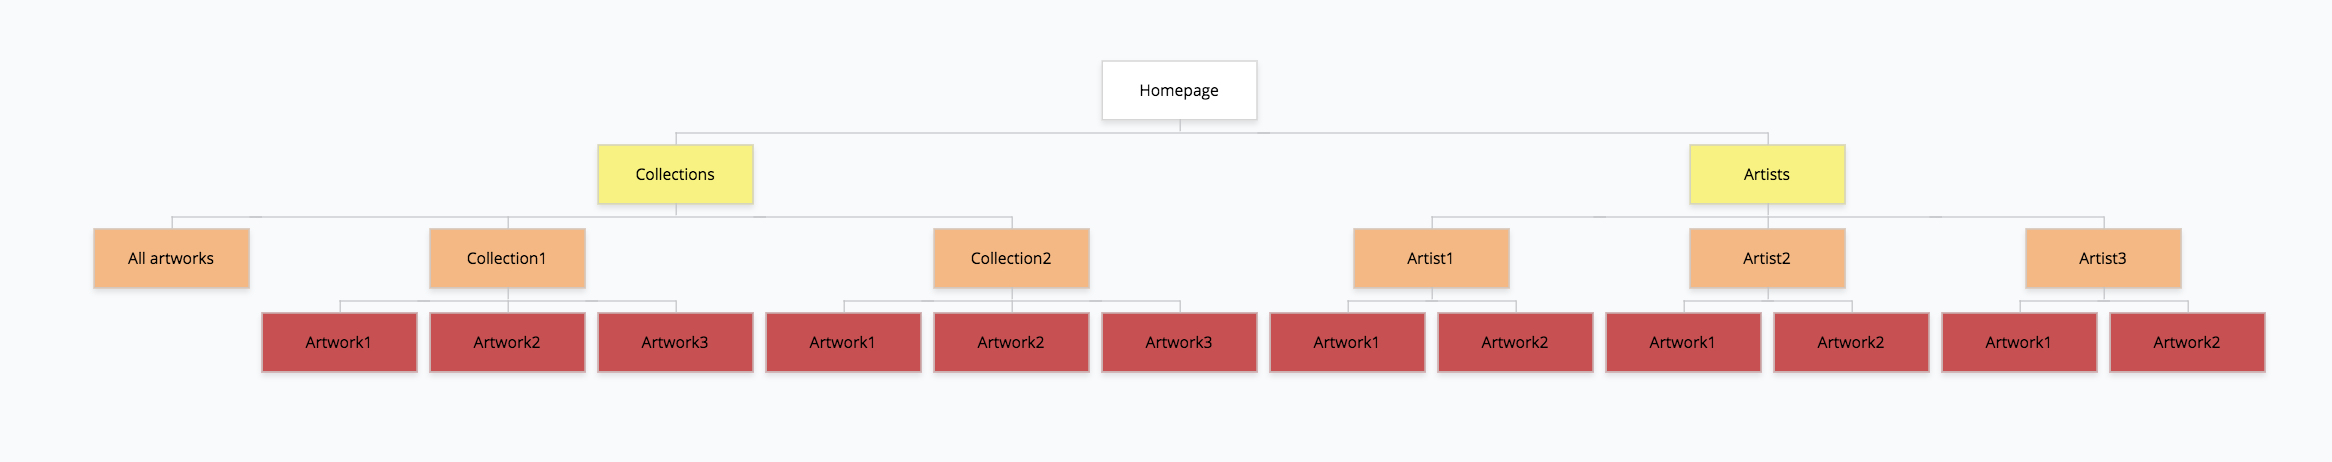 Homepage
Collections
Artists
All artworks
Collection1
Collection2
Artist1
Artist2
Artist3
Artwork1
Artwork2
Artwork3
Artwork1
Artwork2
Artwork3
Artwork1
Artwork2
Artwork1
Artwork2
Artwork1
Artwork2